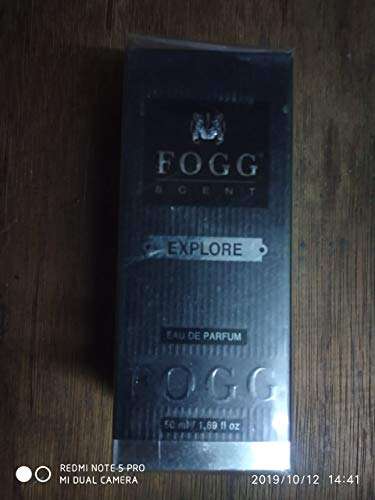 FOGG
SCENT
EXPLORE
EAU DE PARFUM
FOGG
50 ml / 1.69 fl oz
REDMI NOTE 5 PRO
MI DUAL CAMERA
2019/10/12 14:41